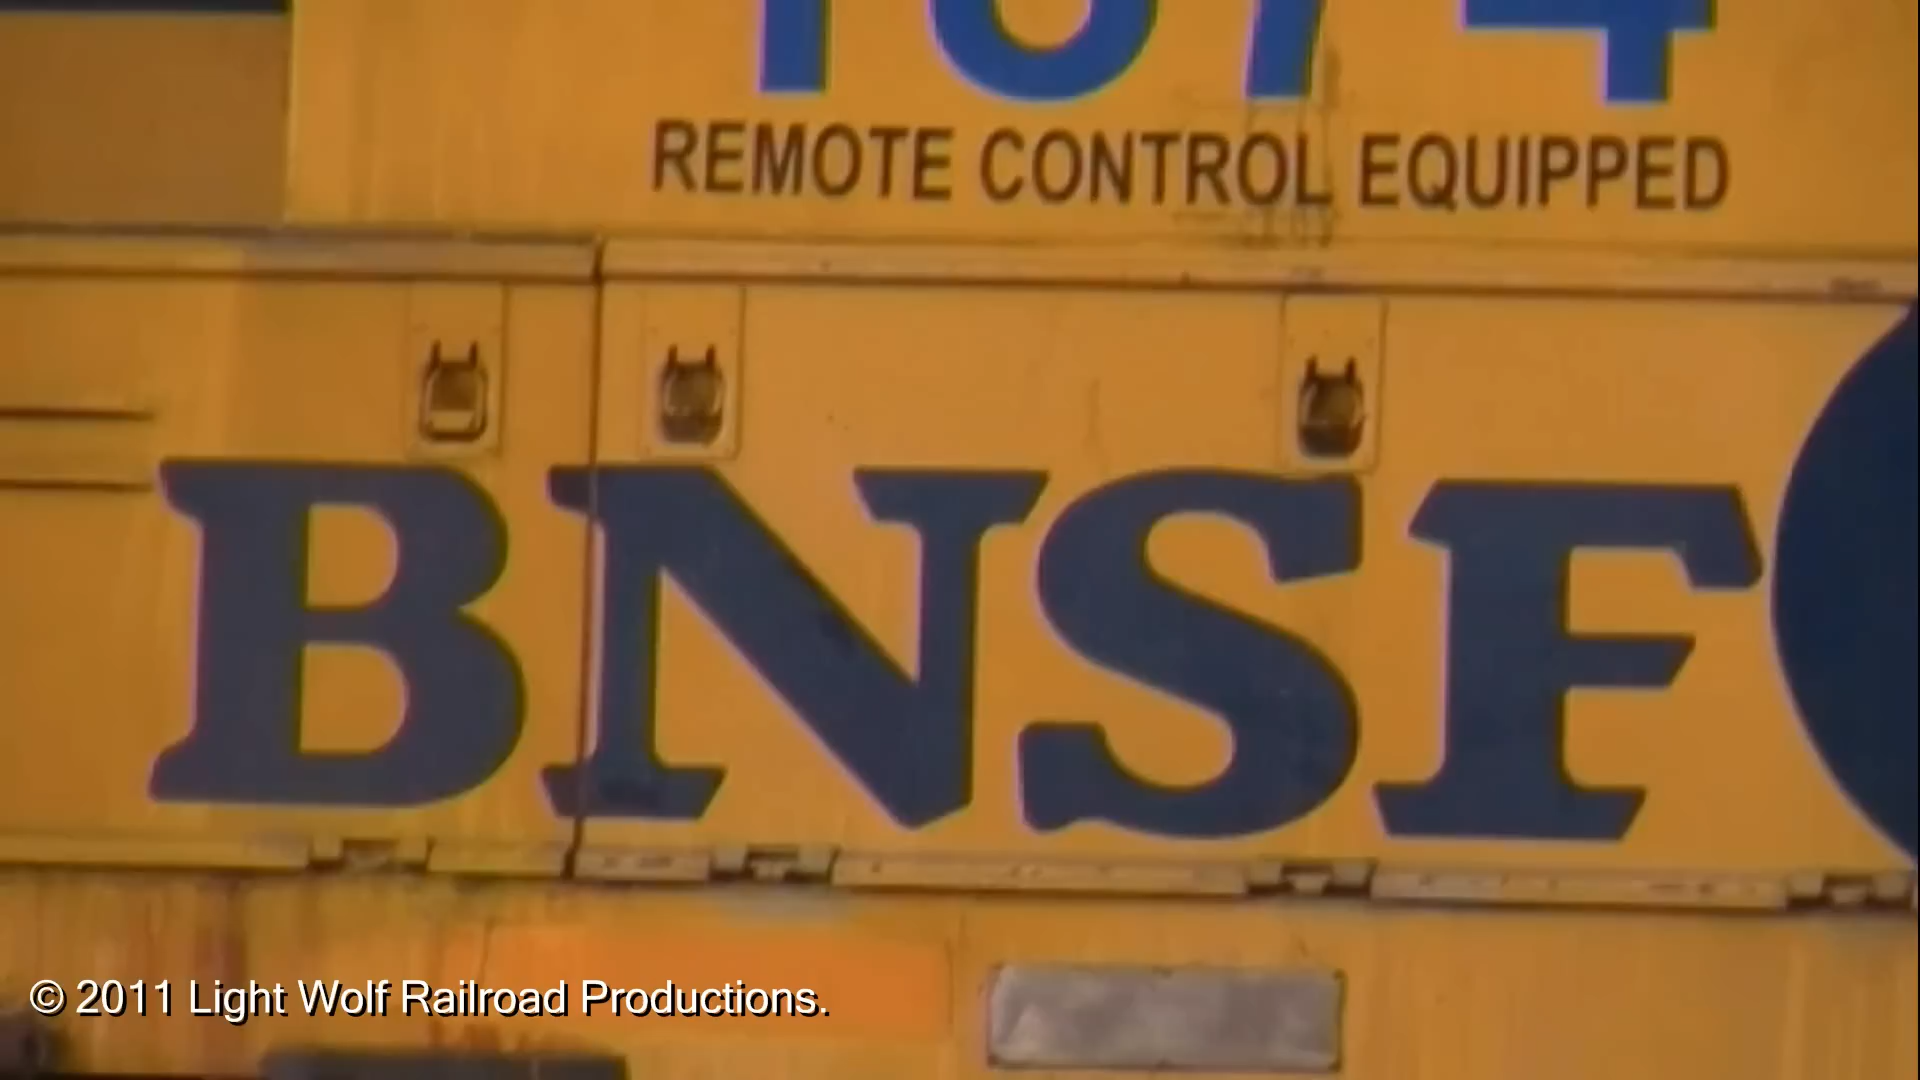 REMOTE CONTROL EQUIPPED
BNSF
© 2011 Light Wolf Railroad Productions.